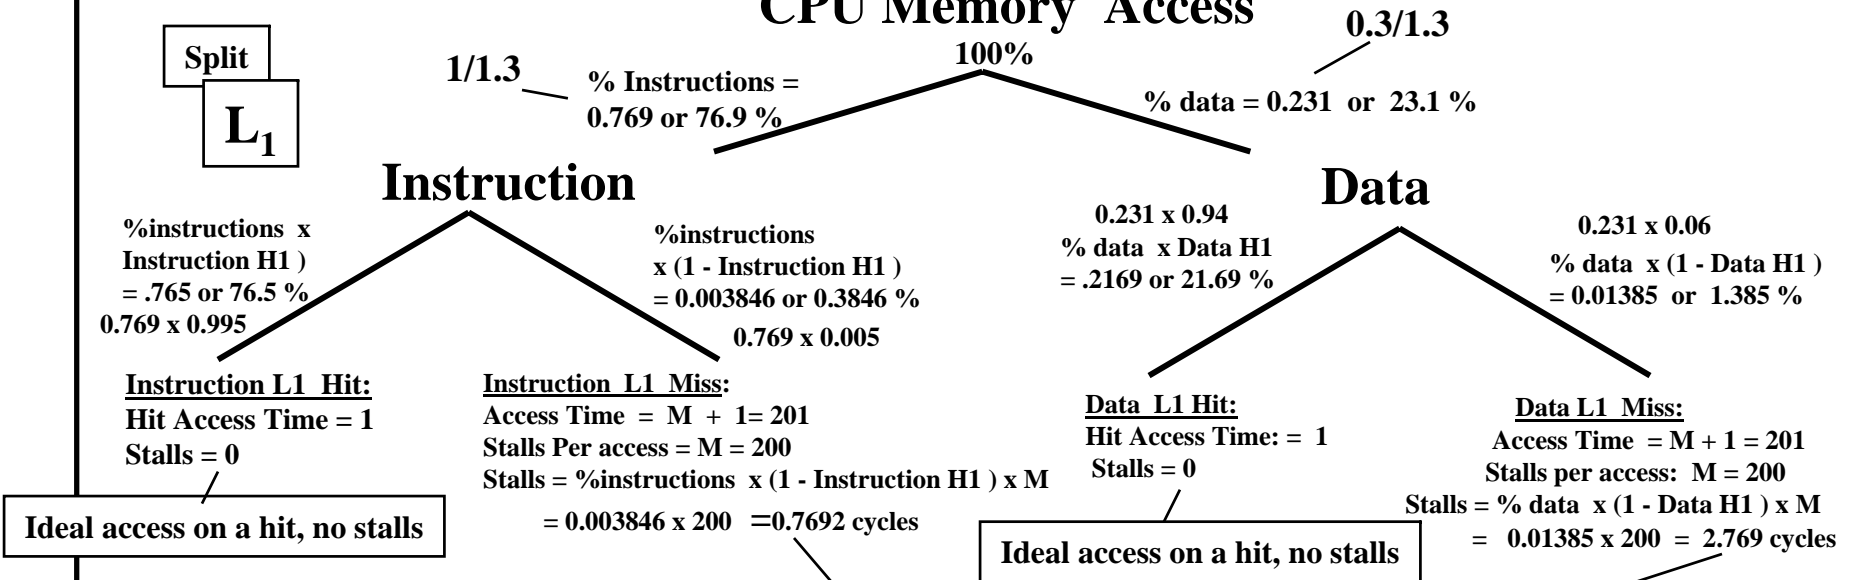 CPU Memory Access
0.3/1.3
Split
L1
1/1.3
100%
% Instructions =
0.769 or 76.9 %
% data = 0.231 or 23.1 %
Instruction
Data
%instructions x
Instruction H1 )
= .765 or 76.5 %
0.769 x 0.995
%instructions
x (1 - Instruction H1 )
= 0.003846 or 0.3846 %
0.769 x 0.005
0.231 x 0.94
% data x Data H1
= .2169 or 21.69 %
0.231 x 0.06
% data x (1 - Data H1 )
= 0.01385 or 1.385 %
Instruction L1 Hit:
Hit Access Time = 1
Stalls = 0
Ideal access on a hit, no stalls
Instruction L1 Miss:
Access Time = M + 1= 201
Stalls Per access = M = 200
Stalls = %instructions x (1 - Instruction H1 ) x M
= 0.003846 x 200 =0.7692 cycles
Data L1 Hit:
Hit Access Time: = 1
Stalls = 0
Ideal access on a hit, no stalls
Data L1 Miss:
Access Time = M + 1 = 201
Stalls per access: M = 200
Stalls = % data x (1 - Data H1 ) x M
= 0.01385 x 200 = 2.769 cycles